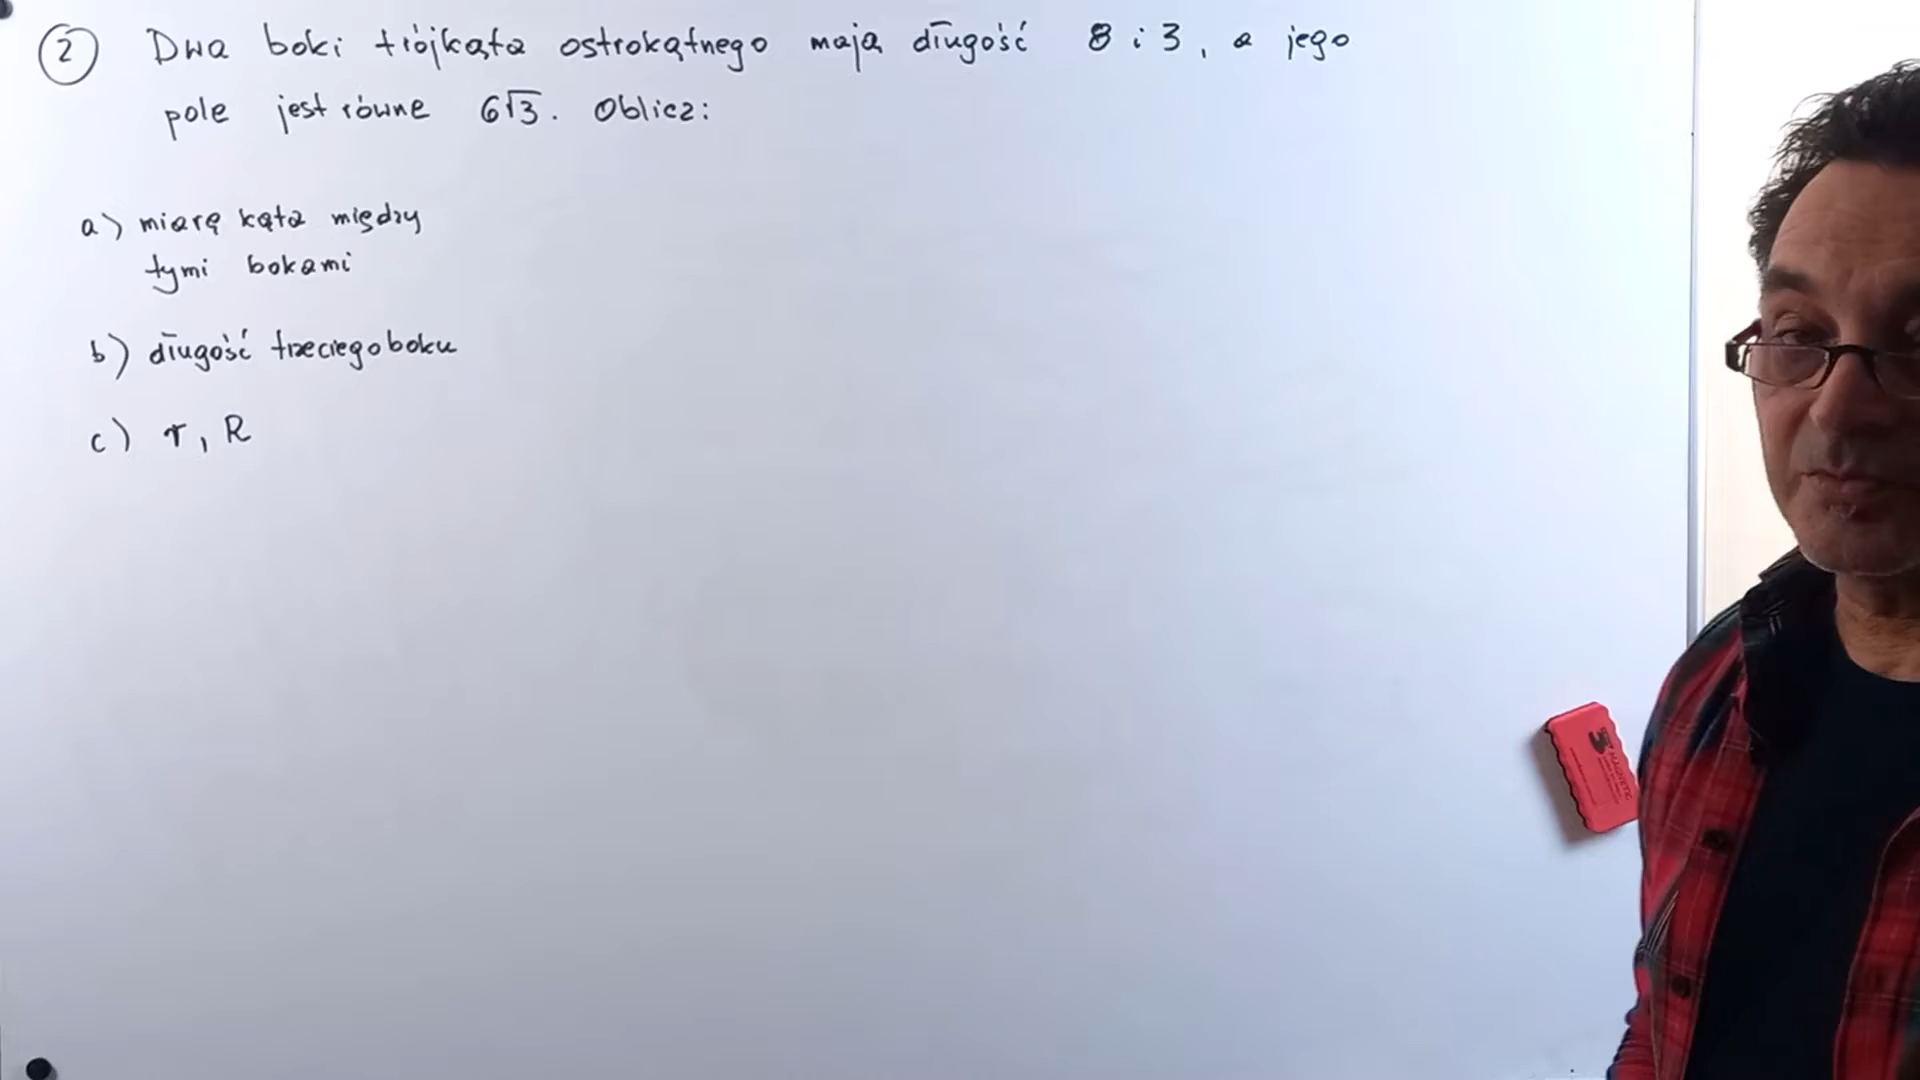 2 Dwa boki trójkąta ostrokątnego mają długość 8 i 3, a jego
pole jest równe 6√3. Oblicz:
a) miarę kąta między
tymi bokami
b) długość trzeciego boku
c) r, R
MAGNETIC